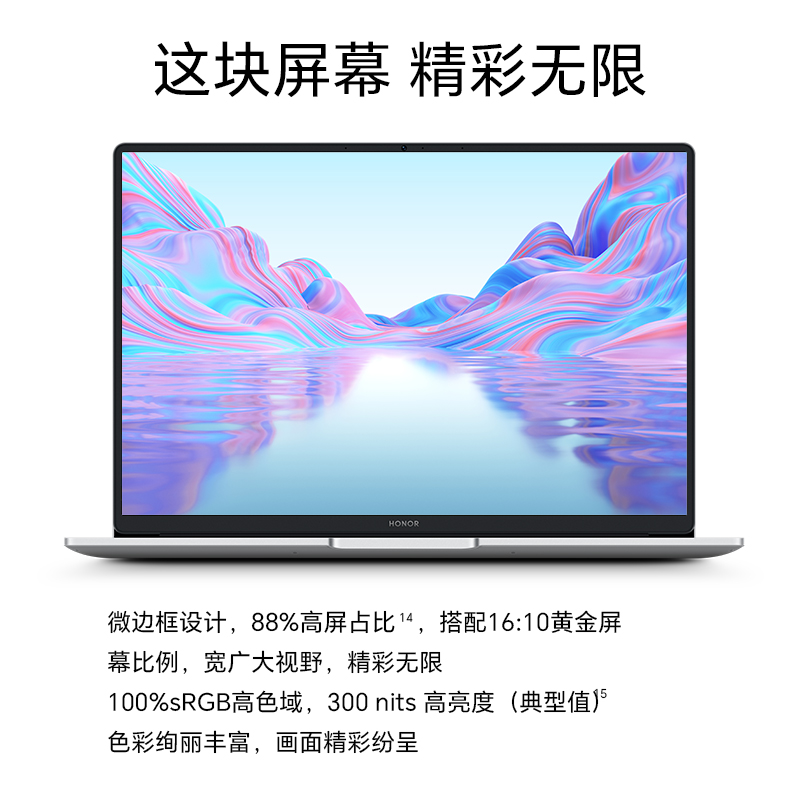 这块屏幕 精彩无限
HONOR
微边框设计，88%高屏占比14，搭配16:10黄金屏
幕比例，宽广大视野，精彩无限
100%sRGB高色域，300 nits 高亮度（典型值）15
色彩绚丽丰富，画面精彩纷呈